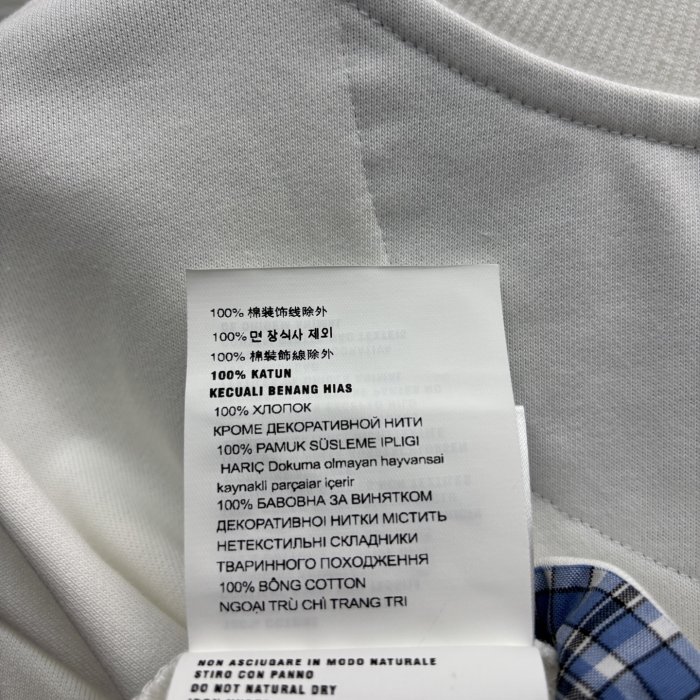 100% 棉装饰线除外
100% 면 장식사 제외
100% 棉裝飾線除外
100% KATUN
KECUALI BENANG HIAS
100% ХЛОПОК
КРОМЕ ДЕКОРАТИВНОЙ НИТИ
100% PAMUK SÜSLEME IPLIGI
HARIÇ Dokuma olmayan hayvansai
kaynakli parçaiar içerir
100% БАВОВНА ЗА ВИНЯТКОМ
ДЕКОРАТИВНОI НИТКИ МІСТИТЬ
НЕТЕКСТИЛЬНІ СКЛАДНИКИ
ТВАРИННОГО ПОХОДЖЕННЯ
100% BÔNG COTTON
NGOẠI TRỪ CHỈ TRANG TRI
NON ASCIUGARE IN MODO NATURALE
STIRO CON PANNO
DO NOT NATURAL DRY